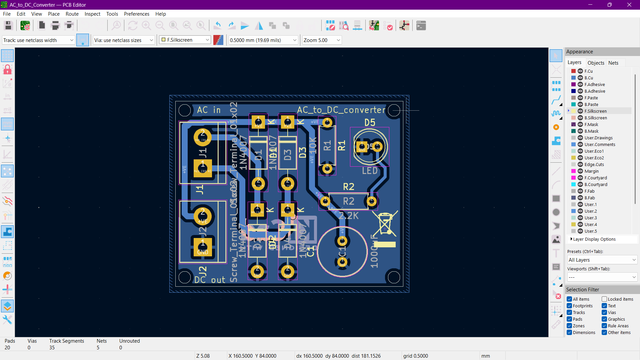 AC_to_DC_Converter — PCB Editor
File Edit View Place Route Inspect Tools Preferences Help
Track: use netclass width
Via: use netclass sizes
F.Silkscreen
0.5000 mm (19.69 mils)
Zoom 5.00
Appearance
Layers Objects Nets
F.Cu
B.Cu
F.Adhesive
B.Adhesive
F.Paste
B.Paste
F.Silkscreen
B.Silkscreen
F.Mask
B.Mask
User.Drawings
User.Comments
User.Eco1
User.Eco2
Edge.Cuts
Margin
F.Courtyard
B.Courtyard
F.Fab
B.Fab
User.1
User.2
User.3
User.4
User.5
Layer Display Options
Presets (Ctrl+Tab):
All Layers
Viewports (Shift+Tab):
---
Selection Filter
All items
Locked items
Footprints
Text
Tracks
Vias
Pads
Graphics
Zones
Rule Areas
Dimensions
Other items
AC in
AC_to_DC_converter
D5
K
K
J1
J1
1N4007
D1
D3
D3
10K
R1
R1
LED
Screw_Terminal_01x02
R2
R2
2.2K
K
K
J2
J2
1N4007
D2
C1
DC out
Pads
20
Vias
0
Track Segments
35
Nets
5
Unrouted
0
Z 5.08
X 160.5000 Y 84.0000
dx 160.5000 dy 84.0000 dist 181.1526
grid 0.5000
mm